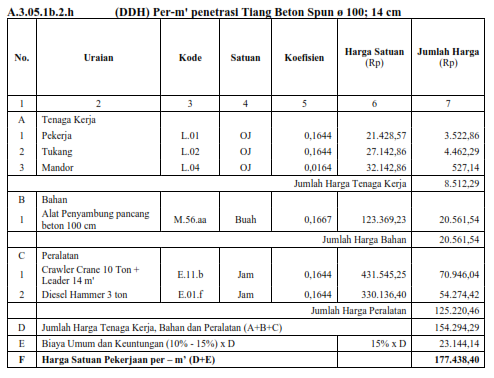 A.3.05.1b.2.h (DDH) Per-m' penetrasi Tiang Beton Spun ø 100; 14 cm
No. Uraian Kode Satuan Koefisien Harga Satuan (Rp) Jumlah Harga (Rp)
1 2 3 4 5 6 7
A Tenaga Kerja
1 Pekerja L.01 OJ 0,1644 21.428,57 3.522,86
2 Tukang L.02 OJ 0,1644 27.142,86 4.462,29
3 Mandor L.04 OJ 0,0164 32.142,86 527,14
Jumlah Harga Tenaga Kerja 8.512,29
B Bahan
1 Alat Penyambung pancang beton 100 cm M.56.aa Buah 0,1667 123.369,23 20.561,54
Jumlah Harga Bahan 20.561,54
C Peralatan
1 Crawler Crane 10 Ton + Leader 14 m' E.11.b Jam 0,1644 431.545,25 70.946,04
2 Diesel Hammer 3 ton E.01.f Jam 0,1644 330.136,40 54.274,42
Jumlah Harga Peralatan 125.220,46
D Jumlah Harga Tenaga Kerja, Bahan dan Peralatan (A+B+C) 154.294,29
E Biaya Umum dan Keuntungan (10% - 15%) x D 15% x D 23.144,14
F Harga Satuan Pekerjaan per – m' (D+E) 177.438,40